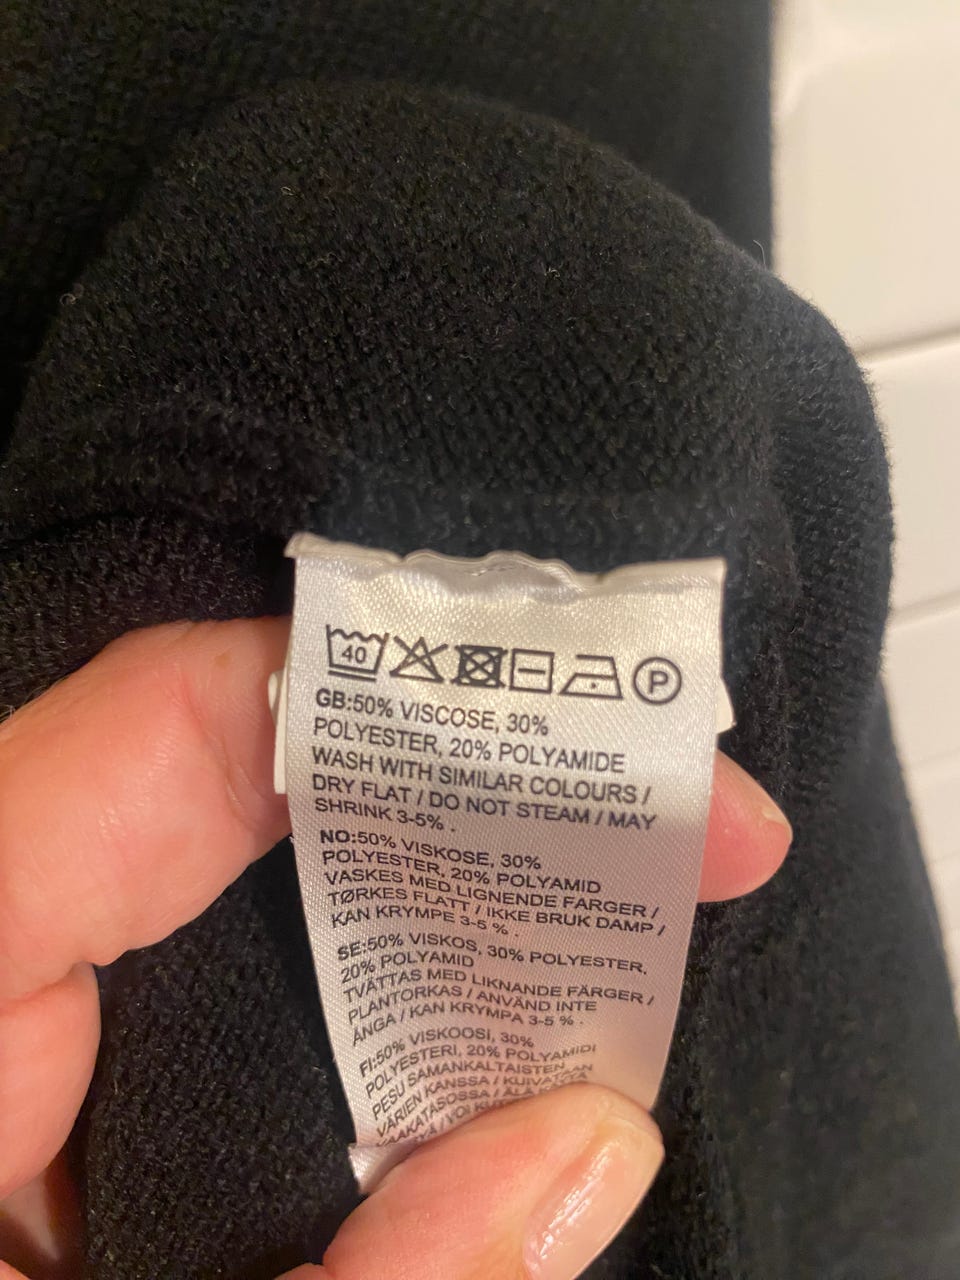 40
P
GB:50% VISCOSE, 30%
POLYESTER, 20% POLYAMIDE
WASH WITH SIMILAR COLOURS /
DRY FLAT / DO NOT STEAM / MAY
SHRINK 3-5% .
NO:50% VISKOSE, 30%
POLYESTER, 20% POLYAMID
VASKES MED LIGNENDE FARGER /
TØRKES FLATT / IKKE BRUK DAMP /
KAN KRYMPE 3-5 % .
SE:50% VISKOS, 30% POLYESTER,
20% POLYAMID
TVÄTTAS MED LIKNANDE FÄRGER /
PLANTORKAS / ANVÄND INTE
ÅNGA / KAN KRYMPA 3-5 % .
FI:50% VISKOOSI, 30%
POLYESTERI, 20% POLYAMIDI
PESU SAMANKALTAISTEN
VÄRIEN KANSSA / KUIVATAAN
VAAKATASOSSA / ÄLÄ
/ VOI